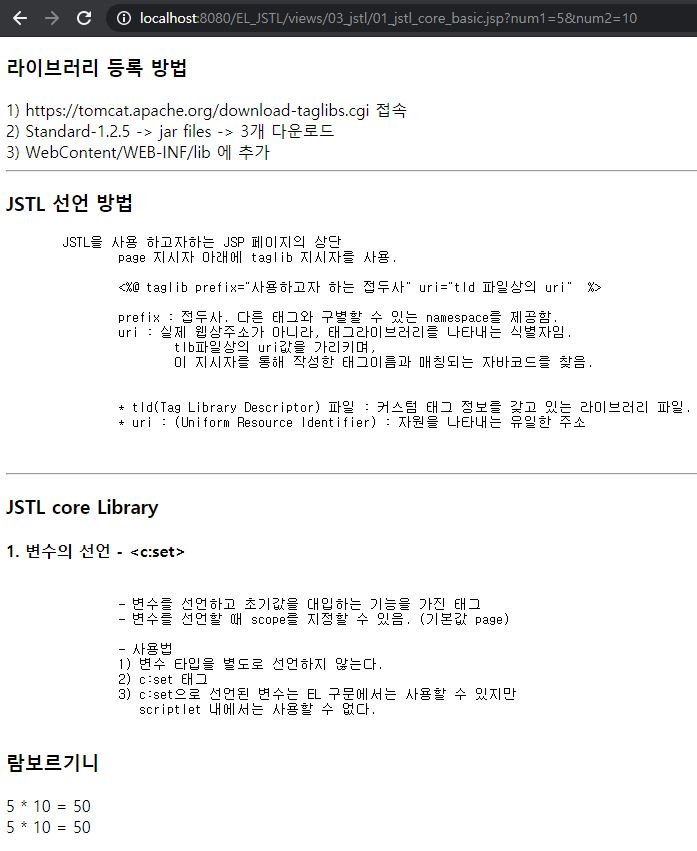 localhost:8080/EL_JSTL/views/03_jstl/01_jstl_core_basic.jsp?num1=5&num2=10
라이브러리 등록 방법
1) https://tomcat.apache.org/download-taglibs.cgi 접속
2) Standard-1.2.5 -> jar files -> 3개 다운로드
3) WebContent/WEB-INF/lib 에 추가
JSTL 선언 방법
JSTL을 사용 하고자하는 JSP 페이지의 상단
page 지시자 아래에 taglib 지시자를 사용.
<%@ taglib prefix="사용하고자 하는 접두사" uri="tld 파일상의 uri" %>
prefix : 접두사. 다른 태그와 구별할 수 있는 namespace를 제공함.
uri : 실제 웹상주소가 아니라, 태그라이브러리를 나타내는 식별자임.
tlb파일상의 uri값을 가리키며,
이 지시자를 통해 작성한 태그이름과 매칭되는 자바코드를 찾음.
* tld(Tag Library Descriptor) 파일 : 커스텀 태그 정보를 갖고 있는 라이브러리 파일.
* uri : (Uniform Resource Identifier) : 자원을 나타내는 유일한 주소
JSTL core Library
1. 변수의 선언 - <c:set>
- 변수를 선언하고 초기값을 대입하는 기능을 가진 태그
- 변수를 선언할 때 scope를 지정할 수 있음. (기본값 page)
- 사용법
1) 변수 타입을 별도로 선언하지 않는다.
2) c:set 태그
3) c:set으로 선언된 변수는 EL 구문에서는 사용할 수 있지만
scriptlet 내에서는 사용할 수 없다.
람보르기니
5 * 10 = 50
5 * 10 = 50